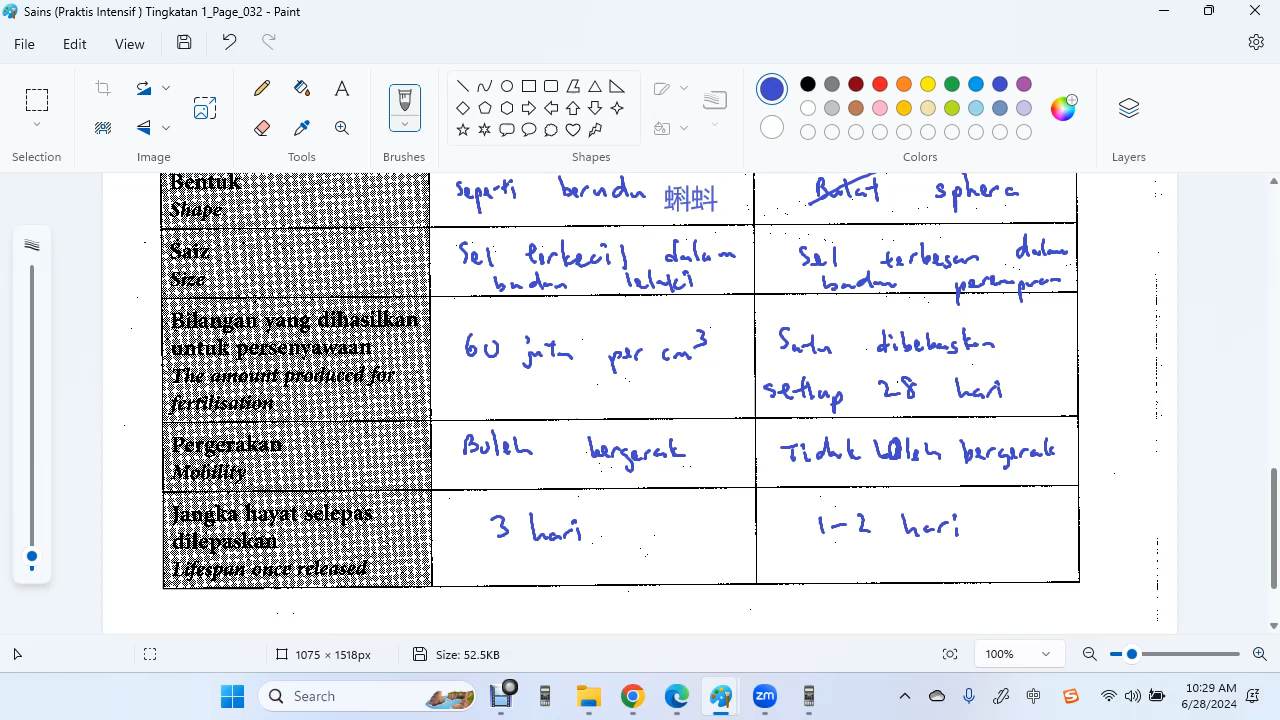 Sains (Praktis Intensif ) Tingkatan 1_Page_032 - Paint
File Edit View
Selection Image Tools Brushes Shapes Colors Layers
Bentuk
Shape
seperti berudu 蝌蚪
Bulat sphera
Saiz
Size
Sel terkecil dalam
badan lelaki
Sel terbesar dalam
badan perempuan
Bilangan yang dihasilkan
untuk persenyawaan
The amount produced for
fertilisation
60 juta per cm³
Satu dibebaskan
setiap 28 hari
Pergerakan
Motility
Boleh bergerak
Tidak boleh bergerak
Jangka hayat selepas
dilepaskan
Lifespan once released
3 hari
1-2 hari
1075 × 1518px
Size: 52.5KB
100%
Search
zm
中
10:29 AM
6/28/2024